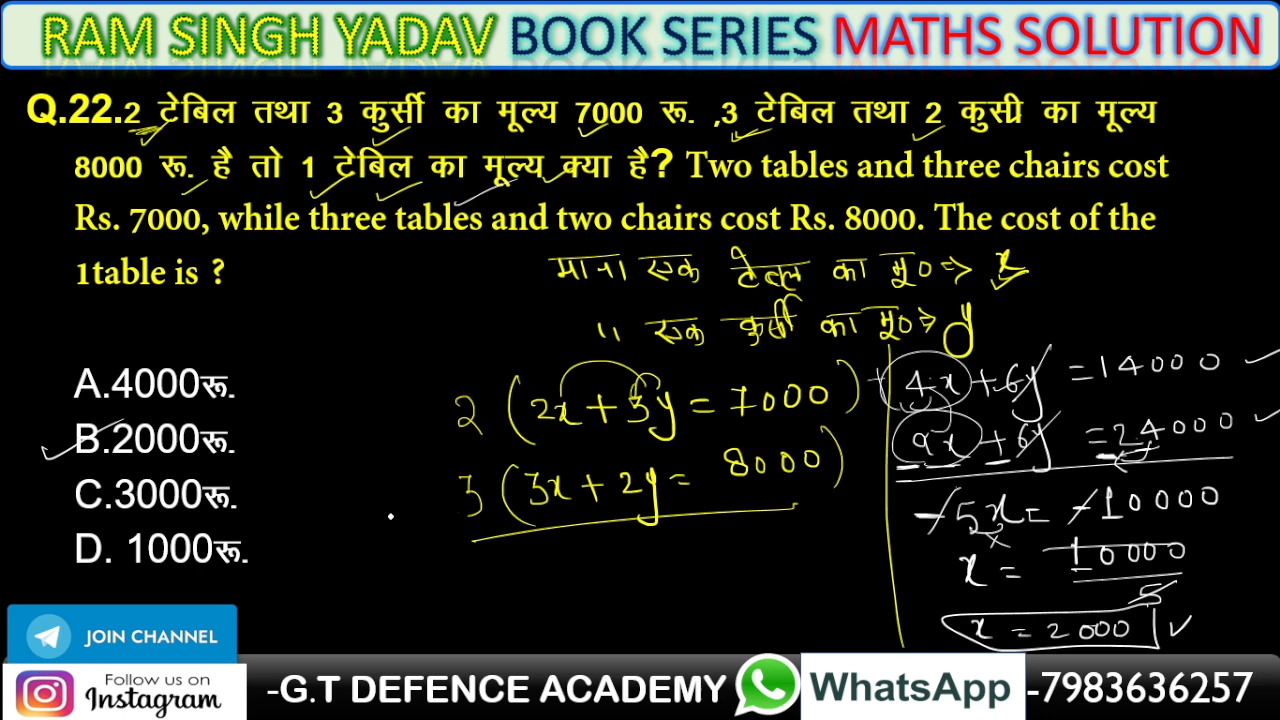 RAM SINGH YADAV BOOK SERIES MATHS SOLUTION
Q.22. 2 टेबिल तथा 3 कुर्सी का मूल्य 7000 रू. ,3 टेबिल तथा 2 कुर्सी का मूल्य
8000 रू. है तो 1 टेबिल का मूल्य क्या है? Two tables and three chairs cost
Rs. 7000, while three tables and two chairs cost Rs. 8000. The cost of the
1table is ?
माना एक टेबल का मू० => x
" एक कुर्सी का मू० => y
A.4000रू.
B.2000रू.
C.3000रू.
D. 1000रू.
2 (2x + 3y = 7000)
3 (3x + 2y = 8000)
4x + 6y = 14000
9x + 6y = 24000
-5x = -10000
x = 10000
5
x = 2000
JOIN CHANNEL
Follow us on
Instagram
-G.T DEFENCE ACADEMY WhatsApp -7983636257